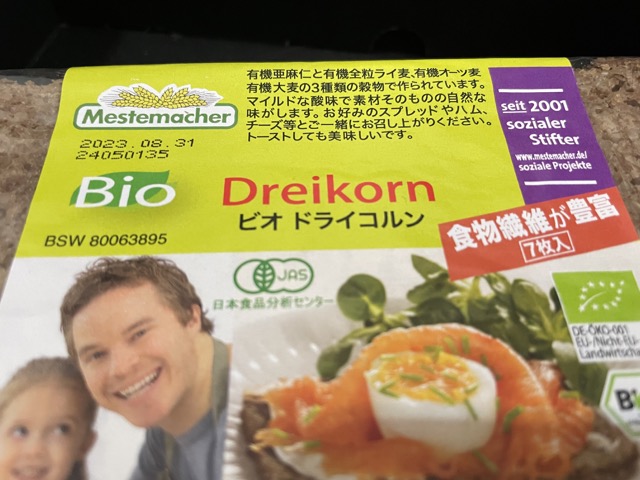 Mestemacher
2023.08.31
24050135
有機亜麻仁と有機全粒ライ麦、有機オーツ麦
有機大麦の3種類の穀物で作られています。
マイルドな酸味で素材そのものの自然な
味がします。お好みのスプレッドやハム、
チーズ等とご一緒にお召し上がりください。
トーストしても美味しいです。
seit 2001
sozialer
Stifter
www.mestemacher.de/
soziale Projekte
Bio
Dreikorn
ビオ ドライコルン
BSW 80063895
食物繊維が豊富
7枚入
JAS
日本食品分析センター
DE-ÖKO-001
EU-/Nicht-EU-